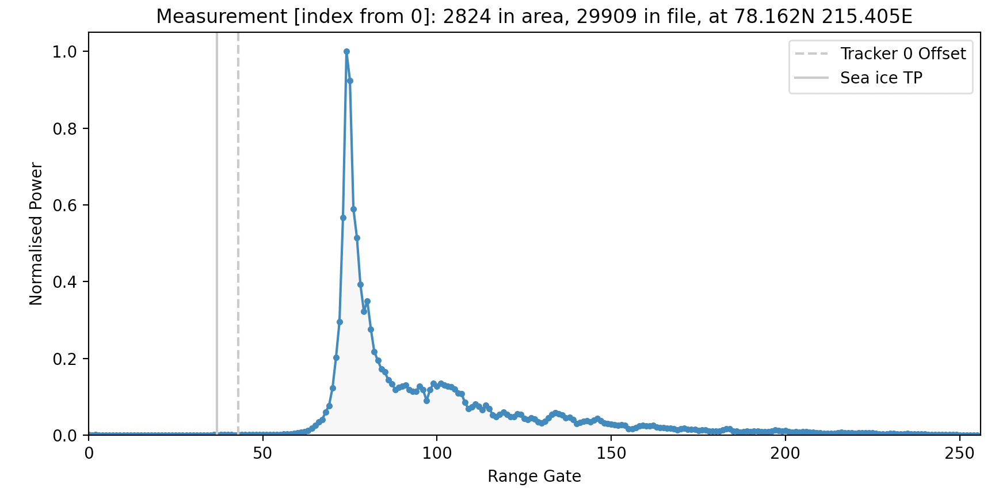 Measurement [index from 0]: 2824 in area, 29909 in file, at 78.162N 215.405E
Tracker 0 Offset
Sea ice TP
1.0
0.8
0.6
0.4
0.2
0.0
Normalised Power
0 50 100 150 200 250
Range Gate